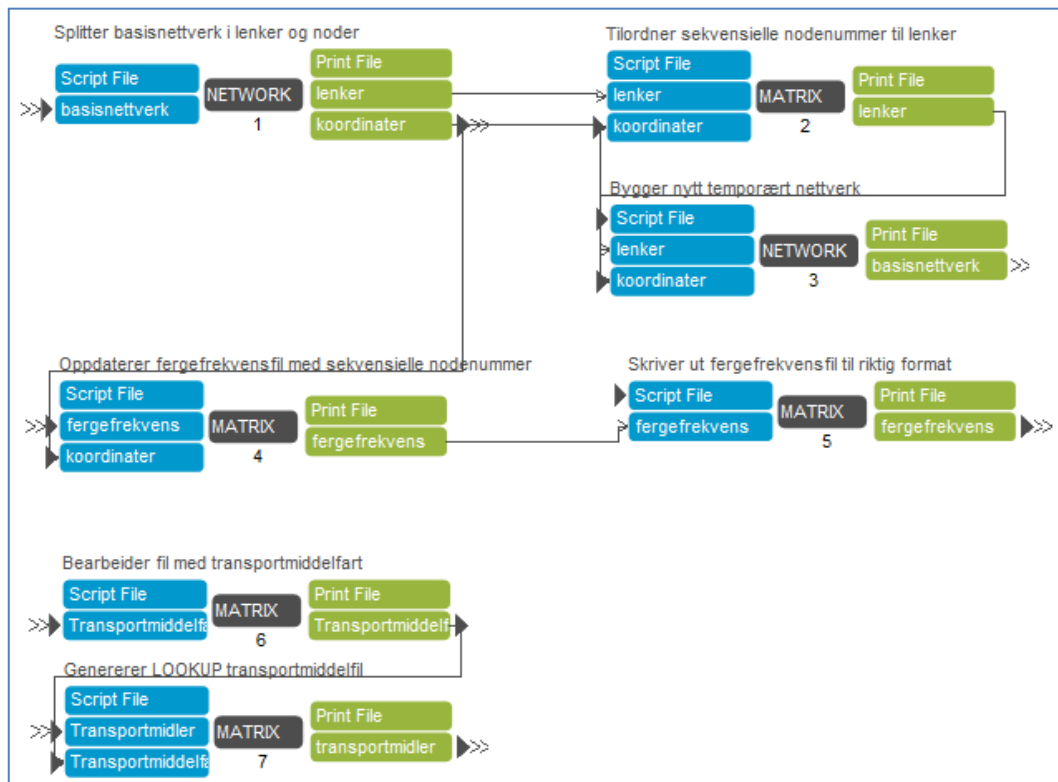 Splitter basisnettverk i lenker og noder
Script File
basisnettverk
NETWORK
1
Print File
lenker
koordinater
Tilordner sekvensielle nodenummer til lenker
Script File
lenker
koordinater
MATRIX
2
Print File
lenker
Bygger nytt temporært nettverk
Script File
lenker
koordinater
NETWORK
3
Print File
basisnettverk
Oppdaterer fergefrekvensfil med sekvensielle nodenummer
Script File
fergefrekvens
koordinater
MATRIX
4
Print File
fergefrekvens
Skriver ut fergefrekvensfil til riktig format
Script File
fergefrekvens
MATRIX
5
Print File
fergefrekvens
Bearbeider fil med transportmiddelfart
Script File
Transportmiddelfa
MATRIX
6
Print File
Transportmiddelf
Genererer LOOKUP transportmiddelfil
Script File
Transportmidler
Transportmiddelfa
MATRIX
7
Print File
transportmidler